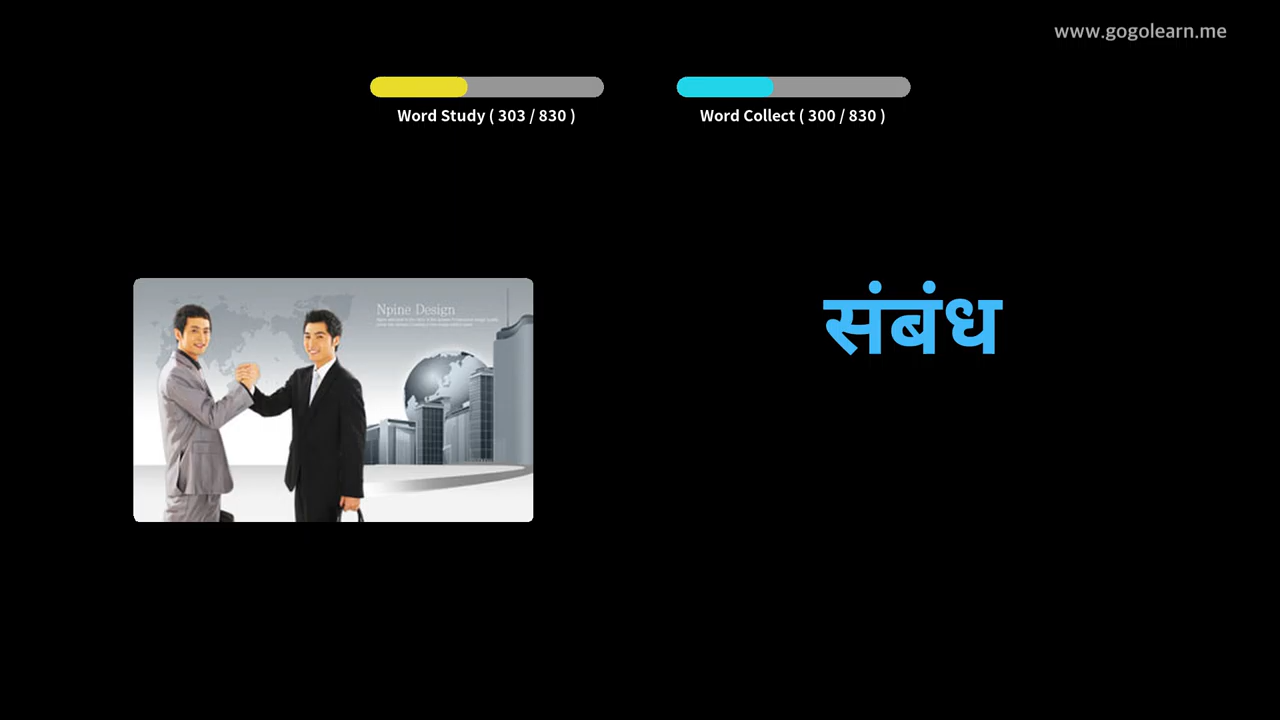 www.gogolearn.me
Word Study ( 303 / 830 )
Word Collect ( 300 / 830 )
Npine Design
संबंध